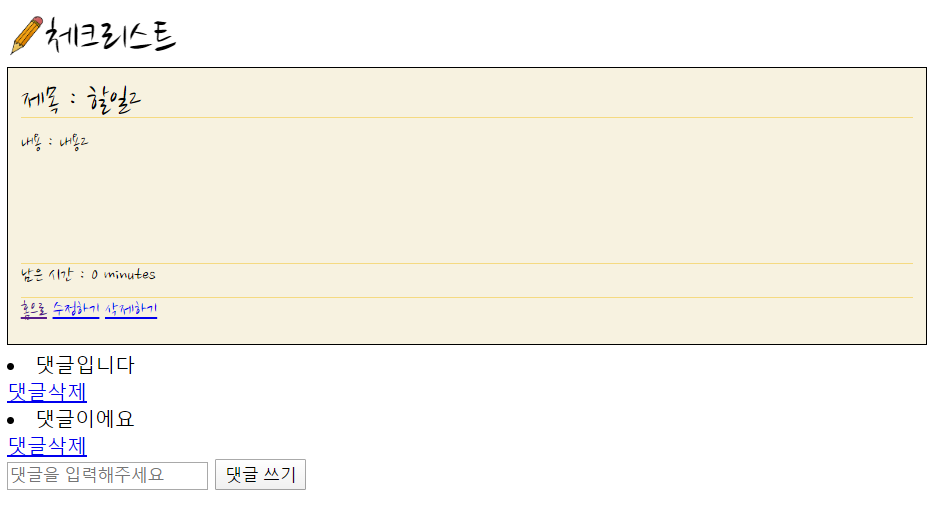 체크리스트
제목 : 할일2
내용 : 내용2
남은 시간 : 0 minutes
홈으로 수정하기 삭제하기
댓글입니다
댓글삭제
댓글이에요
댓글삭제
댓글을 입력해주세요 댓글 쓰기